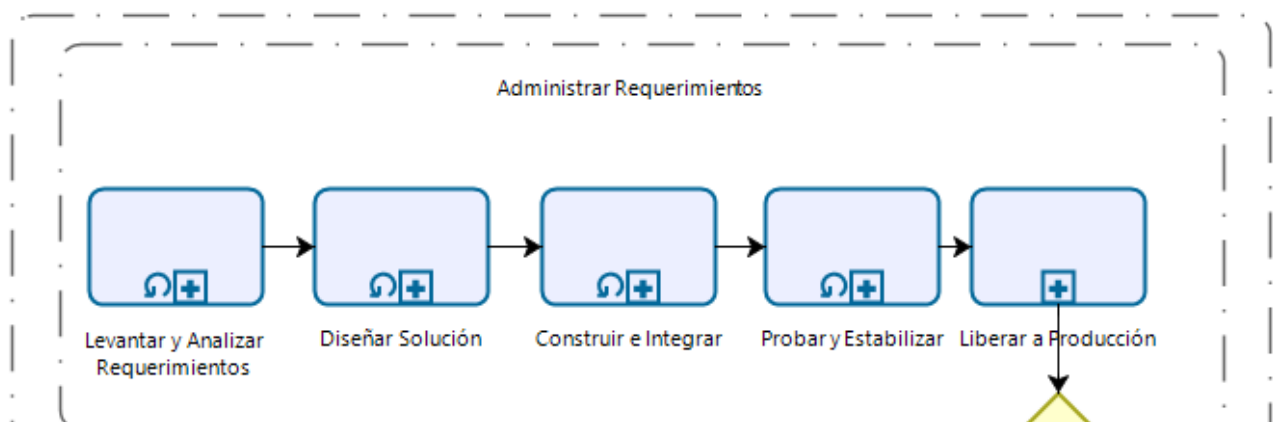 Administrar Requerimientos
Levantar y Analizar
Requerimientos
Diseñar Solución
Construir e Integrar
Probar y Estabilizar
Liberar a Producción